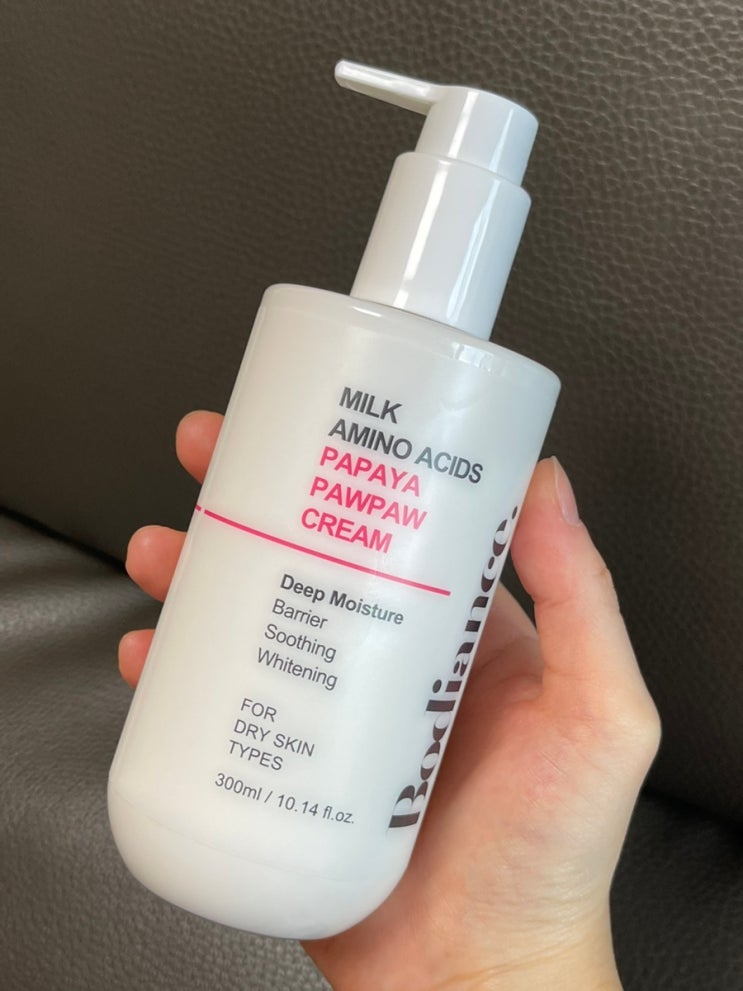 MILK
AMINO ACIDS
PAPAYA
PAWPAW
CREAM
Deep Moisture
Barrier
Soothing
Whitening
FOR
DRY SKIN
TYPES
300ml / 10.14 fl.oz.
Bodiance.